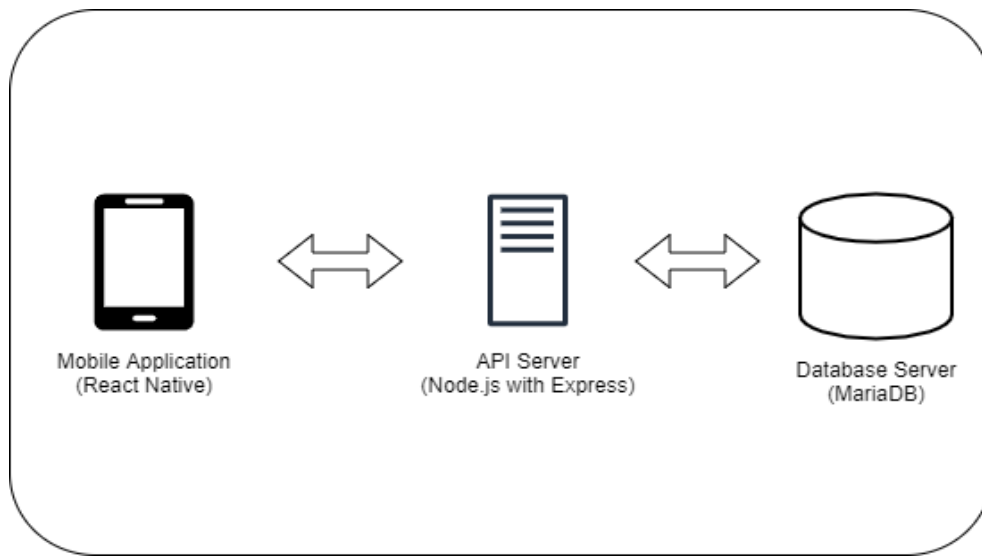 Mobile Application
(React Native)
API Server
(Node.js with Express)
Database Server
(MariaDB)